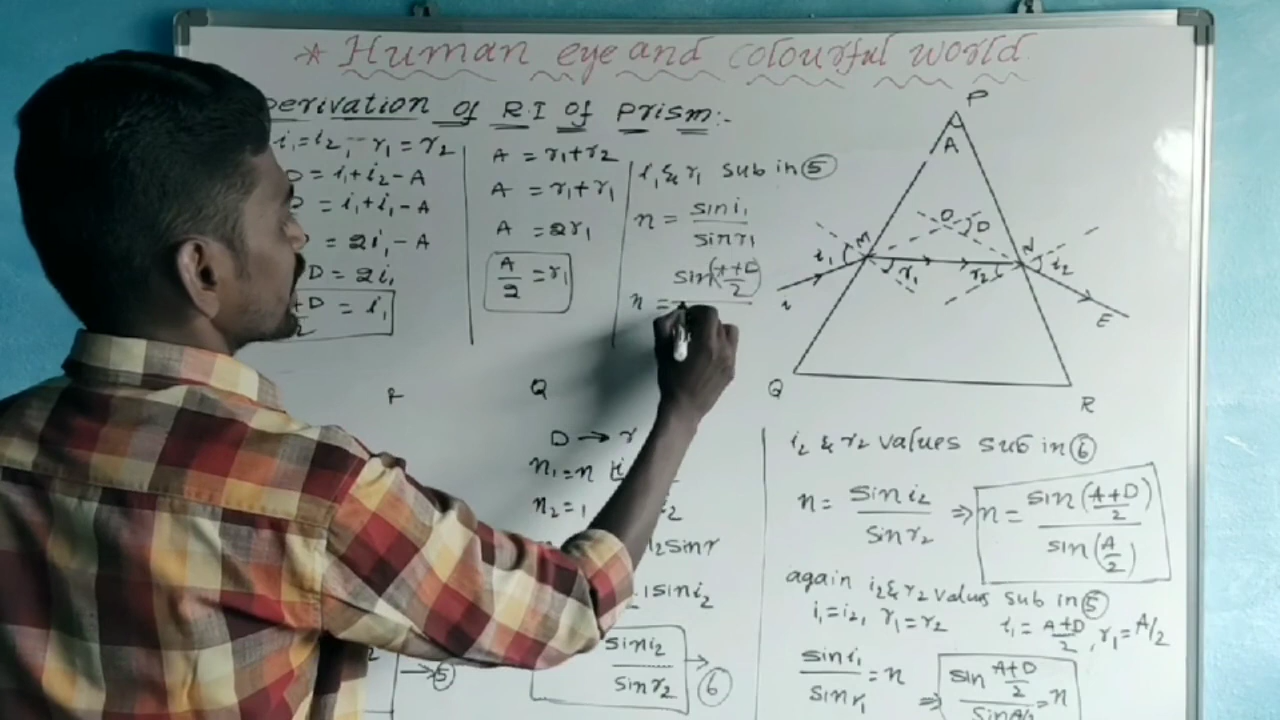 * Human eye and colourful world
Derivation of R.I of Prism:-
i₁=i₂, r₁=r₂
D = i₁+i₂-A
= i₁+i₁-A
= 2i₁-A
D = 2i₁
+D = i₁
A = r₁+r₂
A = r₁+r₁
A = 2r₁
A/2 = r₁
i₁ & r₁ sub in ⑤
n = sin i₁ / sin r₁
n = sin(A+D/2)
P
A
O
D
M
N
i₁
r₁
r₂
i₂
E
Q
R
Q
D → r
n₁=n
n₂=1
2 sin r
1 sin i₂
→ ⑤
sin i₂ / sin r₂ → ⑥
i₂ & r₂ values sub in ⑥
n = sin i₂ / sin r₂ ⇒ n = sin(A+D/2) / sin(A/2)
again i₂ & r₂ values sub in ⑤
i₁=i₂, r₁=r₂ i₁ = A+D/2, r₁=A/2
sin i₁ / sin r₁ = n ⇒ sin A+D/2 / sin A/2 = n